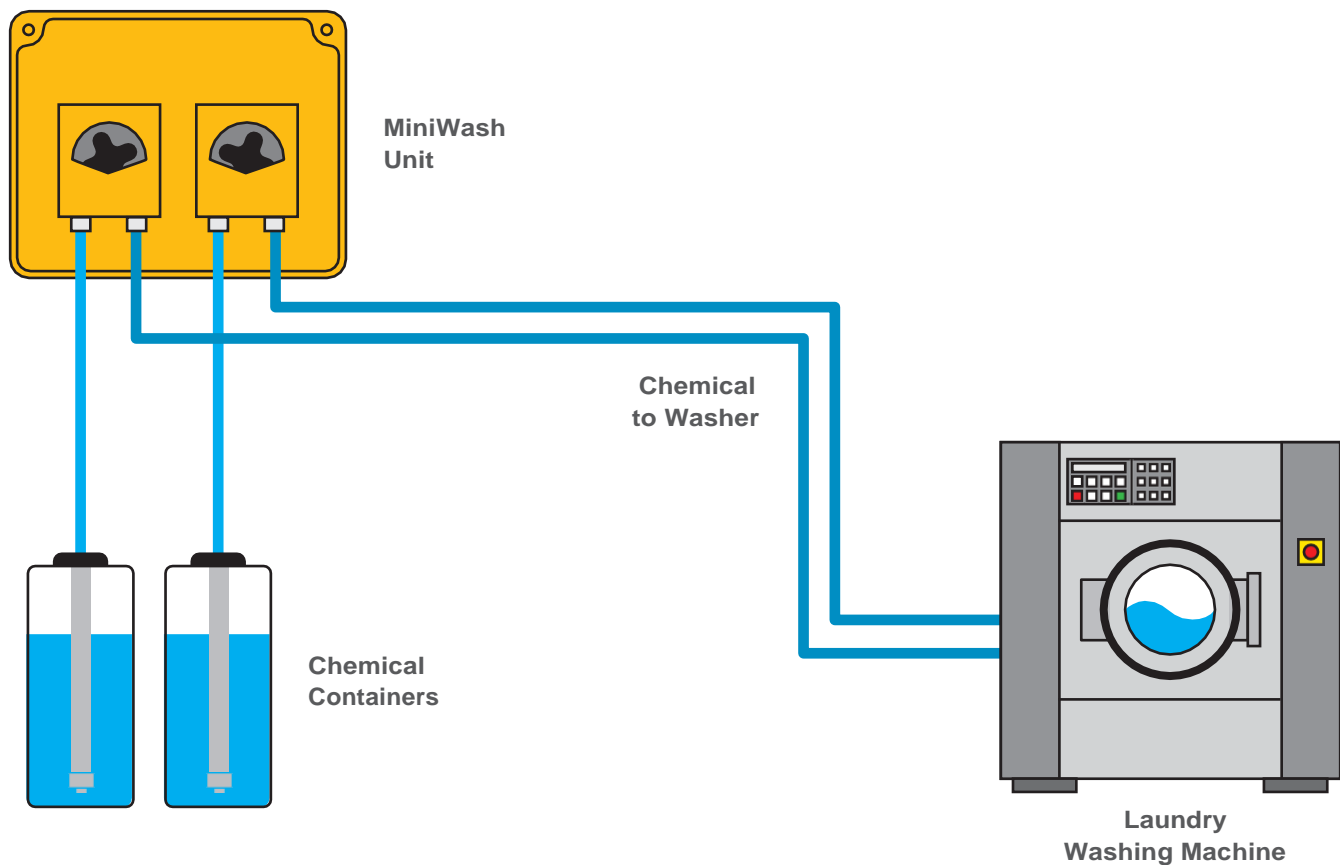 MiniWash
Unit
Chemical
to Washer
Chemical
Containers
Laundry
Washing Machine